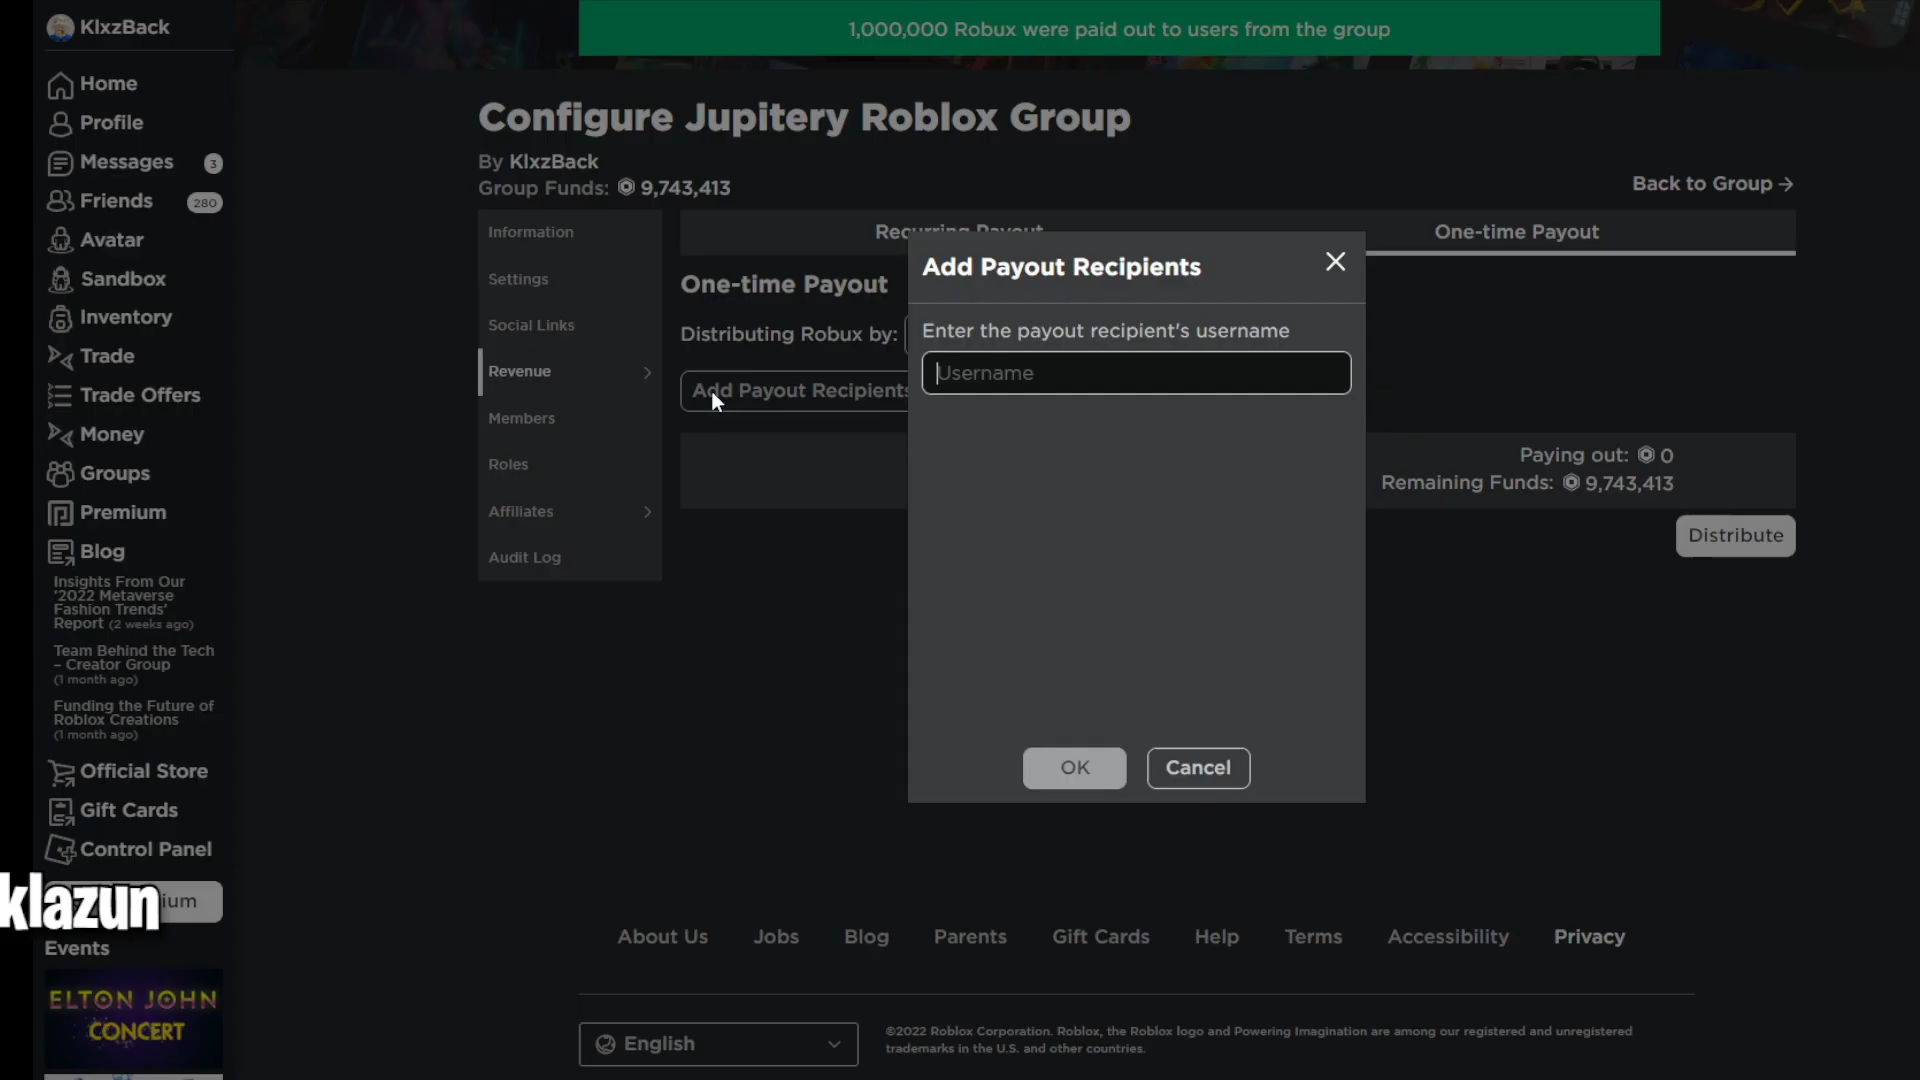 KlxzBack
1,000,000 Robux were paid out to users from the group
Home
Profile
Messages 3
Friends 280
Avatar
Sandbox
Inventory
Trade
Trade Offers
Money
Groups
Premium
Blog
Insights From Our
'2022 Metaverse
Fashion Trends'
Report (2 weeks ago)
Team Behind the Tech
– Creator Group
(1 month ago)
Funding the Future of
Roblox Creations
(1 month ago)
Official Store
Gift Cards
Control Panel
klazun
ium
Events
ELTON JOHN
CONCERT
Configure Jupitery Roblox Group
By KlxzBack
Group Funds: 9,743,413
Back to Group
Information
Settings
Social Links
Revenue
Members
Roles
Affiliates
Audit Log
Recurring Payout
One-time Payout
One-time Payout
Distributing Robux by:
Add Payout Recipients
Add Payout Recipients
Enter the payout recipient's username
Username
OK
Cancel
Paying out: 0
Remaining Funds: 9,743,413
Distribute
About Us Jobs Blog Parents Gift Cards Help Terms Accessibility Privacy
English
©2022 Roblox Corporation. Roblox, the Roblox logo and Powering Imagination are among our registered and unregistered
trademarks in the U.S. and other countries.